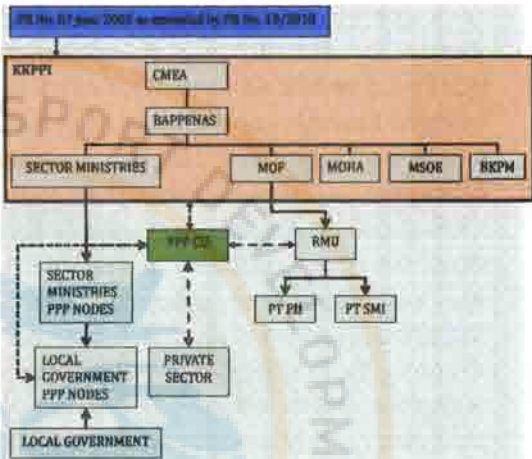 PR No. 67 year 2005 as amended by PR No. 13/2010
KKPPI
CMEA
BAPPENAS
SECTOR MINISTRIES
MOF
MOHA
MSOE
BKPM
PPP CU
RMU
SECTOR
MINISTRIES
PPP NODES
PT PII
PT SMI
LOCAL
GOVERNMENT
PPP NODES
PRIVATE
SECTOR
LOCAL GOVERNMENT
SPORT DEVELOPM